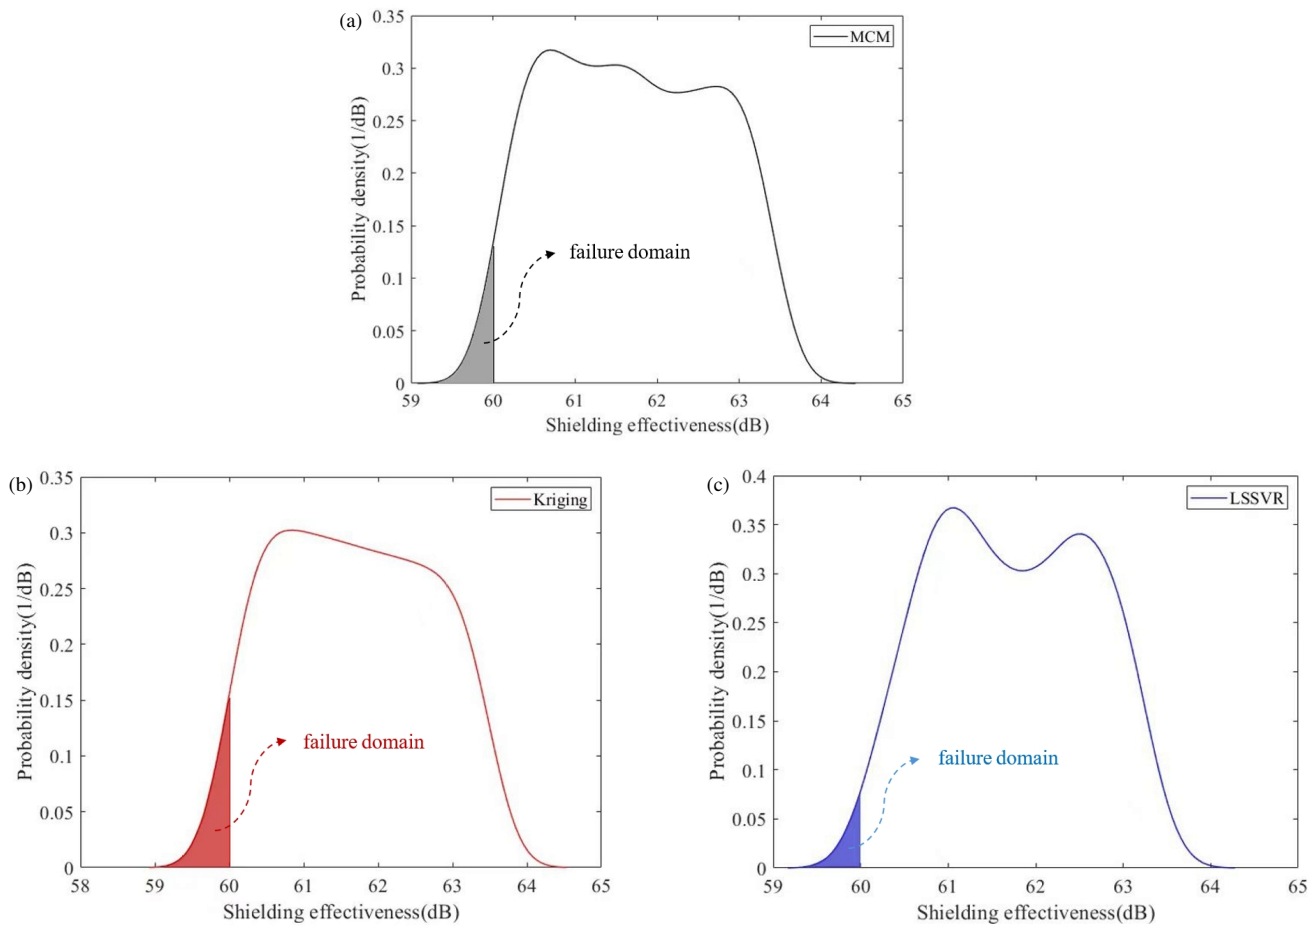 (a)
MCM
0.35
0.3
0.25
0.2
0.15
0.1
0.05
0
Probability density(1/dB)
failure domain
59 60 61 62 63 64 65
Shielding effectiveness(dB)
(b)
Kriging
0.35
0.3
0.25
0.2
0.15
0.1
0.05
0
Probability density(1/dB)
failure domain
58 59 60 61 62 63 64 65
Shielding effectiveness(dB)
(c)
LSSVR
0.4
0.35
0.3
0.25
0.2
0.15
0.1
0.05
0
Probability density(1/dB)
failure domain
59 60 61 62 63 64 65
Shielding effectiveness(dB)